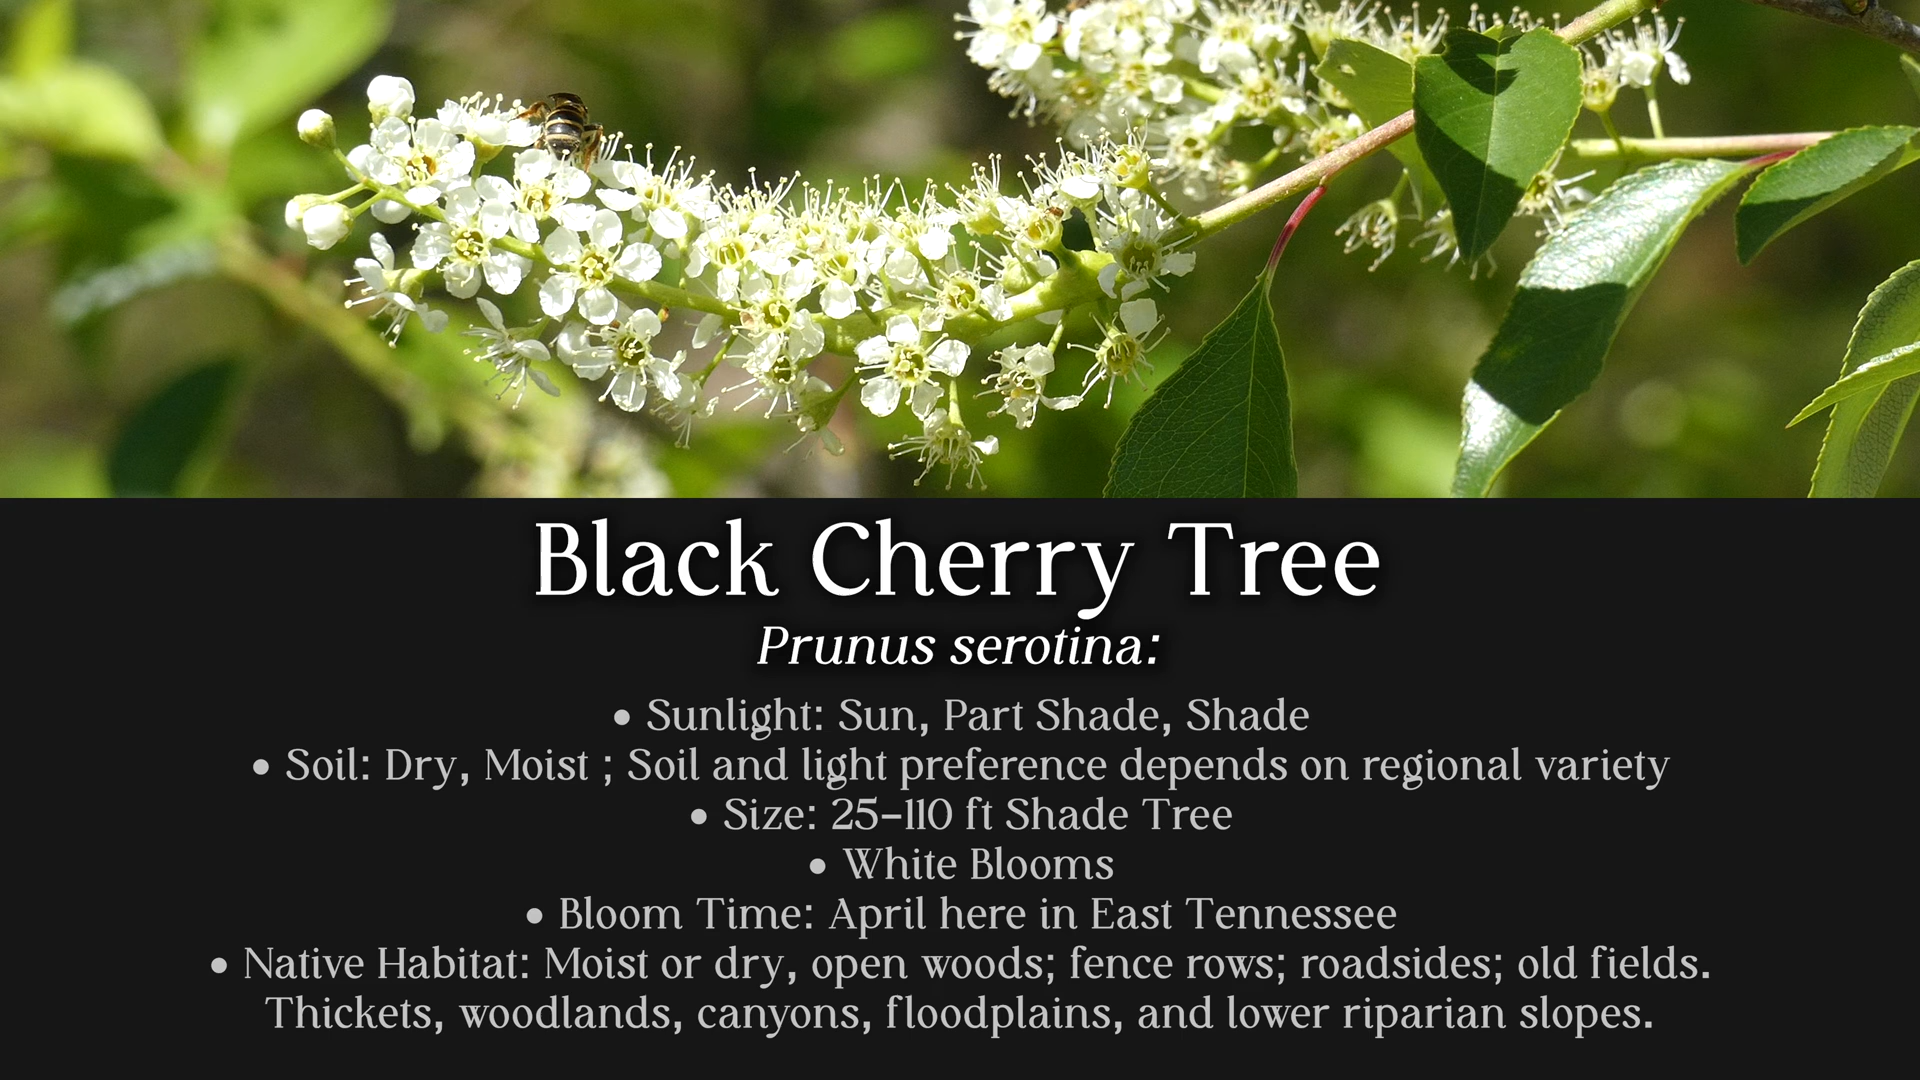 Black Cherry Tree
Prunus serotina:
• Sunlight: Sun, Part Shade, Shade
• Soil: Dry, Moist ; Soil and light preference depends on regional variety
• Size: 25-110 ft Shade Tree
• White Blooms
• Bloom Time: April here in East Tennessee
• Native Habitat: Moist or dry, open woods; fence rows; roadsides; old fields.
Thickets, woodlands, canyons, floodplains, and lower riparian slopes.